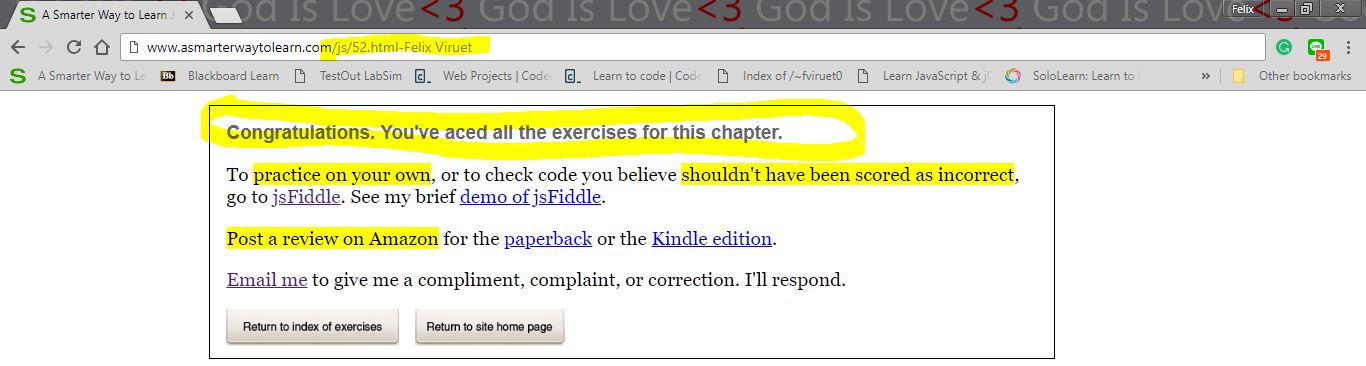 God Is Love<3 God Is Love<3 God Is Love<3 God Is Love<3
A Smarter Way to Learn J
Felix
www.asmarterwaytolearn.com/js/52.html-Felix Viruet
29
S A Smarter Way to Le Bb Blackboard Learn TestOut LabSim C_ Web Projects | Code C_ Learn to code | Code Index of /~fviruet0 Learn JavaScript & j SoloLearn: Learn to » Other bookmarks
Congratulations. You've aced all the exercises for this chapter.
To practice on your own, or to check code you believe shouldn't have been scored as incorrect,
go to jsFiddle. See my brief demo of jsFiddle.
Post a review on Amazon for the paperback or the Kindle edition.
Email me to give me a compliment, complaint, or correction. I'll respond.
Return to index of exercises Return to site home page